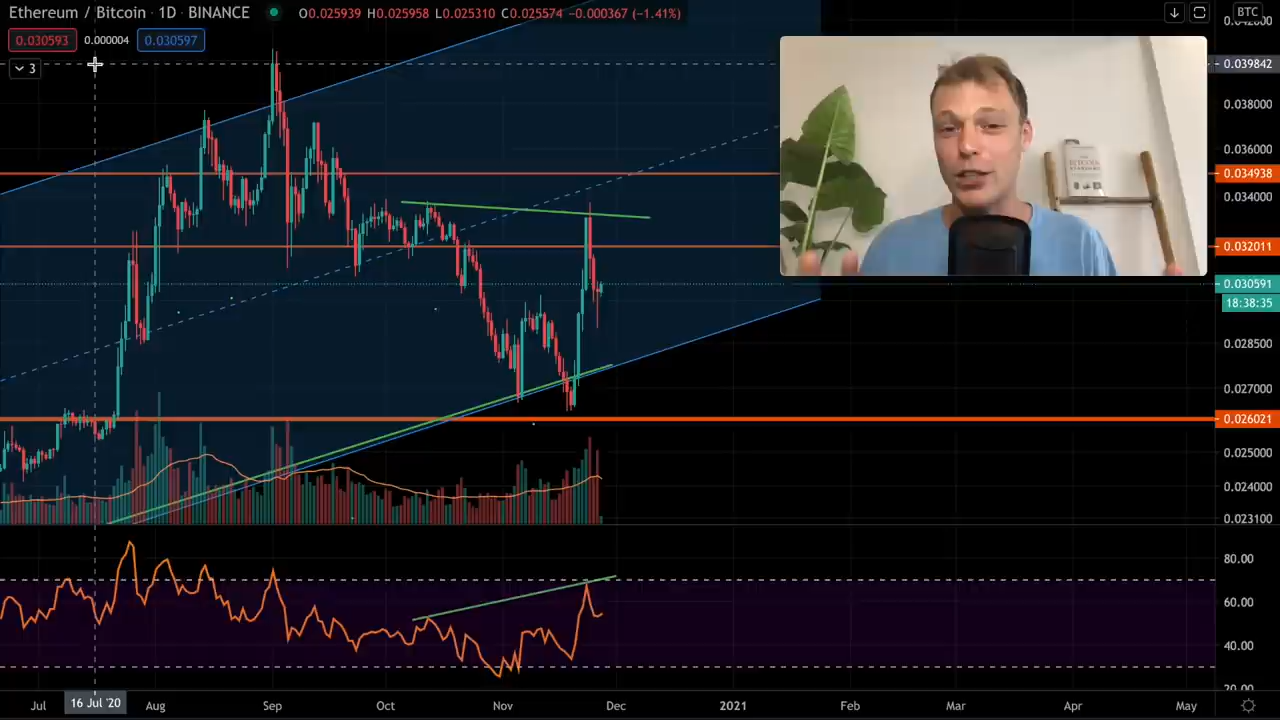 Ethereum / Bitcoin · 1D · BINANCE O0.025939 H0.025958 L0.025310 C0.025574 −0.000367 (−1.41%)
BTC
0.030593 0.000004 0.030597
3
0.039842
0.038000
0.036000
0.034938
0.034000
0.032011
0.030591
18:38:35
0.028500
0.027000
0.026021
0.025000
0.024000
0.023100
80.00
60.00
40.00
20.00
Jul 16 Jul '20 Aug Sep Oct Nov Dec 2021 Feb Mar Apr May
THE
BITCOIN
STANDARD